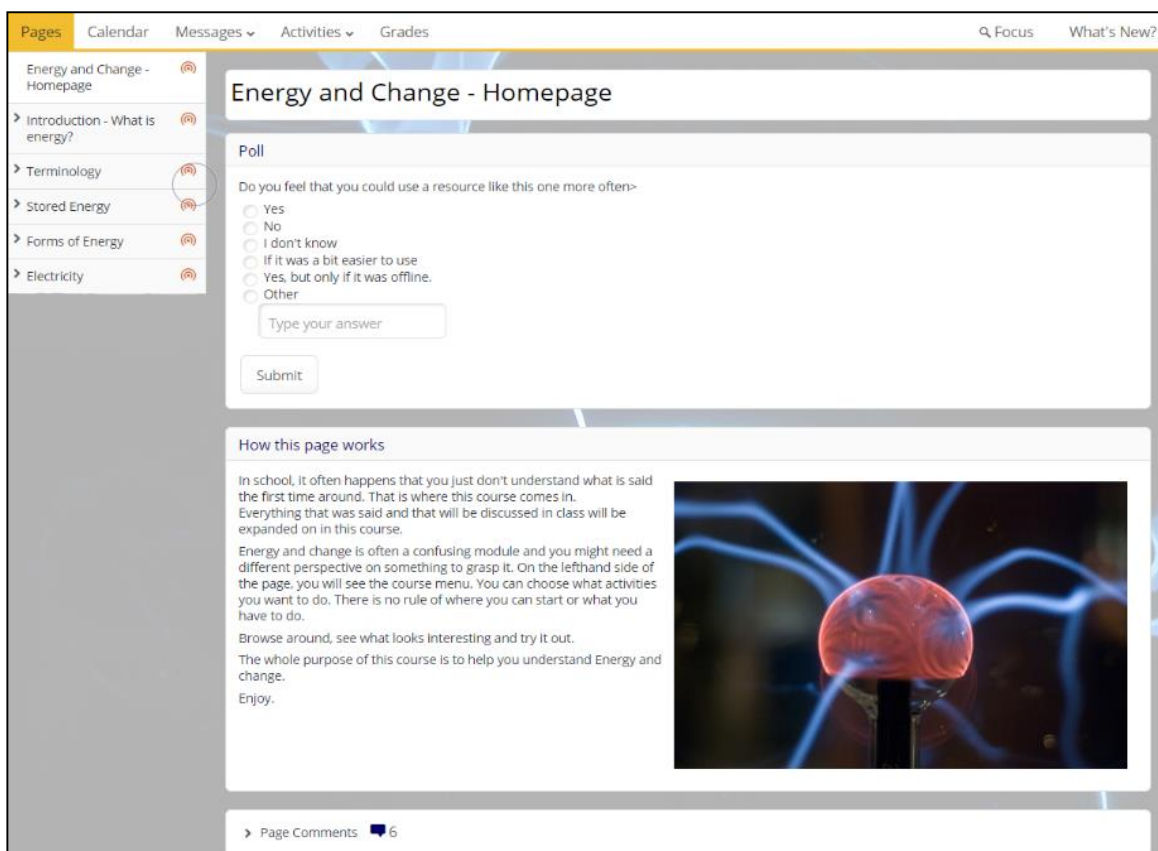 Pages Calendar Messages Activities Grades Focus What's New?
Energy and Change -
Homepage
Introduction - What is
energy?
Terminology
Stored Energy
Forms of Energy
Electricity
Energy and Change - Homepage
Poll
Do you feel that you could use a resource like this one more often>
Yes
No
I don't know
If it was a bit easier to use
Yes, but only if it was offline.
Other
Type your answer
Submit
How this page works
In school, it often happens that you just don't understand what is said
the first time around. That is where this course comes in.
Everything that was said and that will be discussed in class will be
expanded on in this course.
Energy and change is often a confusing module and you might need a
different perspective on something to grasp it. On the lefthand side of
the page, you will see the course menu. You can choose what activities
you want to do. There is no rule of where you can start or what you
have to do.
Browse around, see what looks interesting and try it out.
The whole purpose of this course is to help you understand Energy and
change.
Enjoy.
Page Comments 6